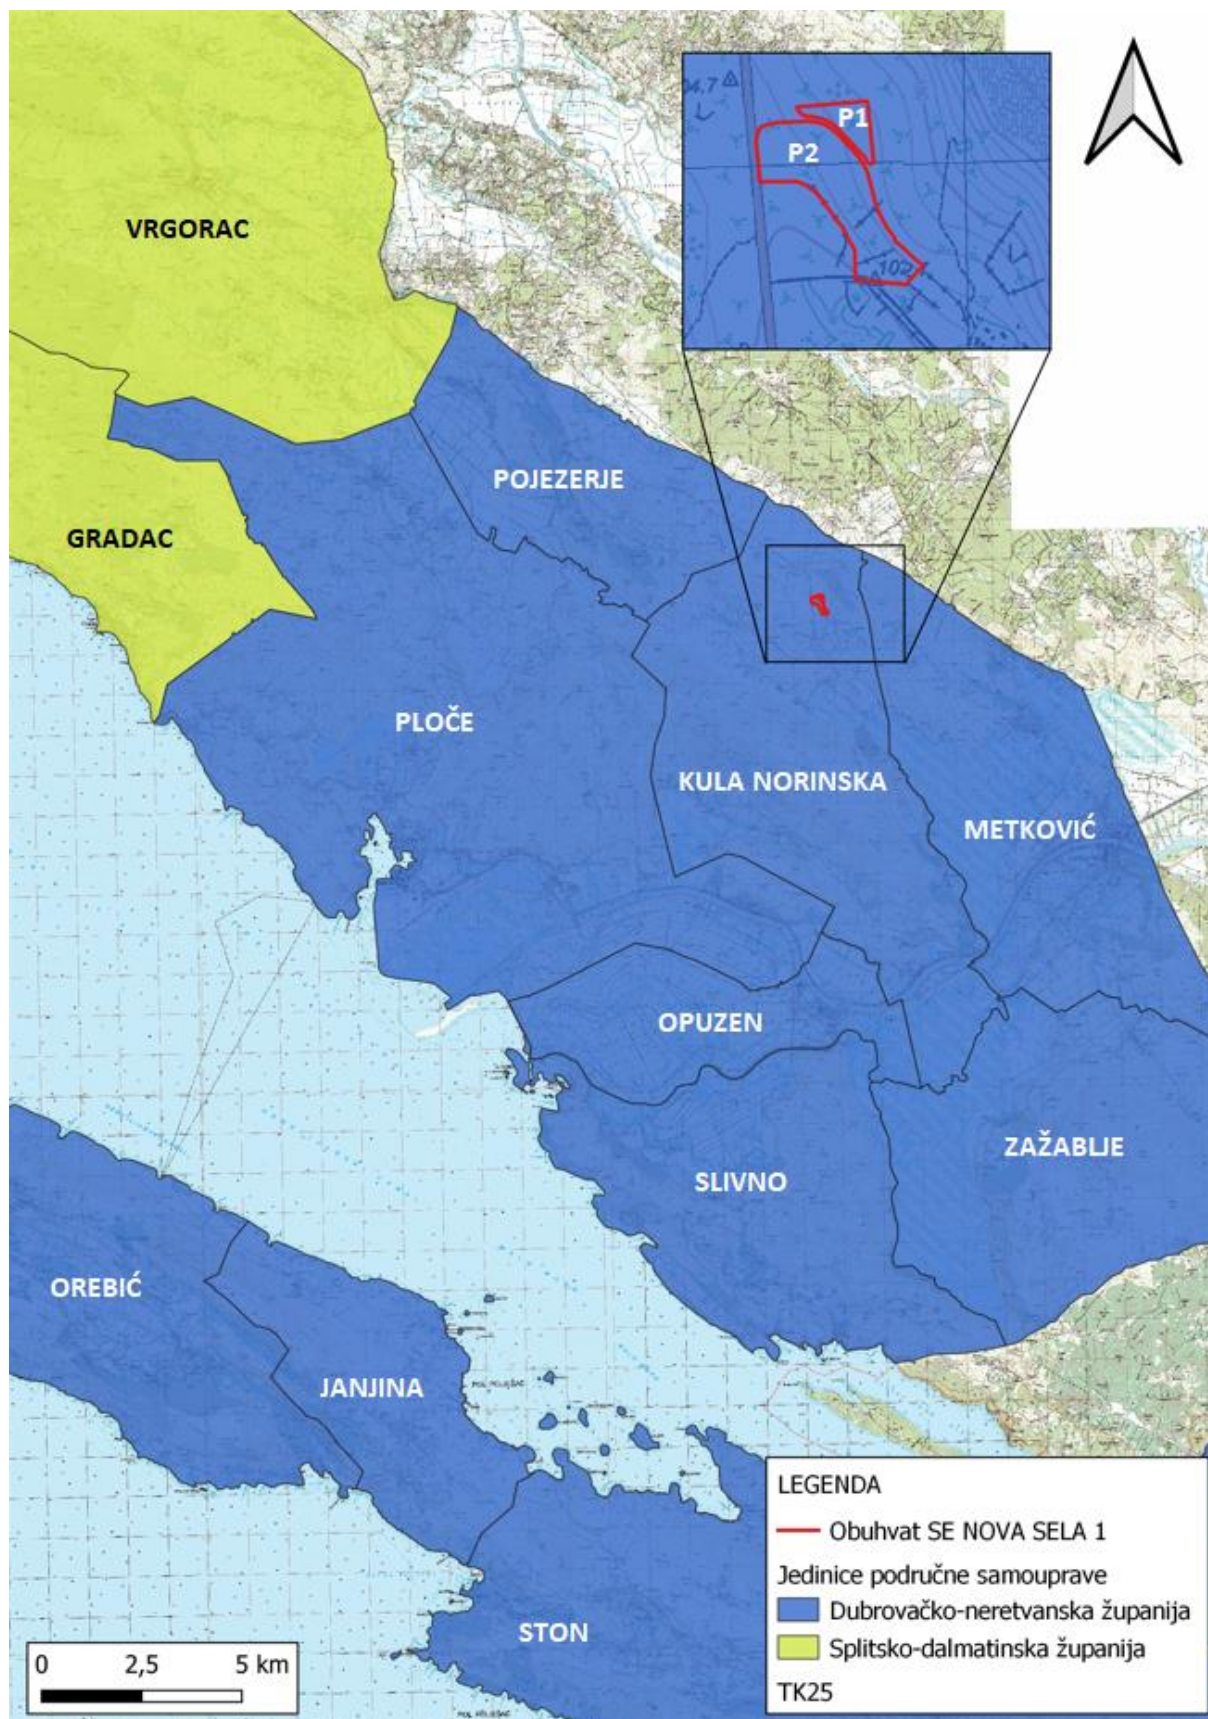 P1
P2
102
VRGORAC
POJEZERJE
GRADAC
PLOČE
KULA NORINSKA
METKOVIĆ
OPUZEN
ZAŽABLJE
SLIVNO
OREBIĆ
JANJINA
STON
LEGENDA
Obuhvat SE NOVA SELA 1
Jedinice područne samouprave
Dubrovačko-neretvanska županija
Splitsko-dalmatinska županija
TK25
0 2,5 5 km